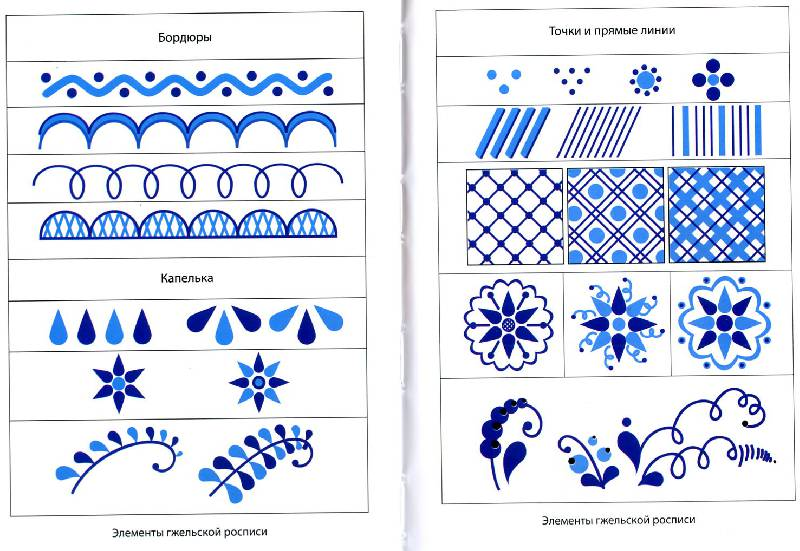 Бордюры
Капелька
Элементы гжельской росписи
Точки и прямые линии
Элементы гжельской росписи